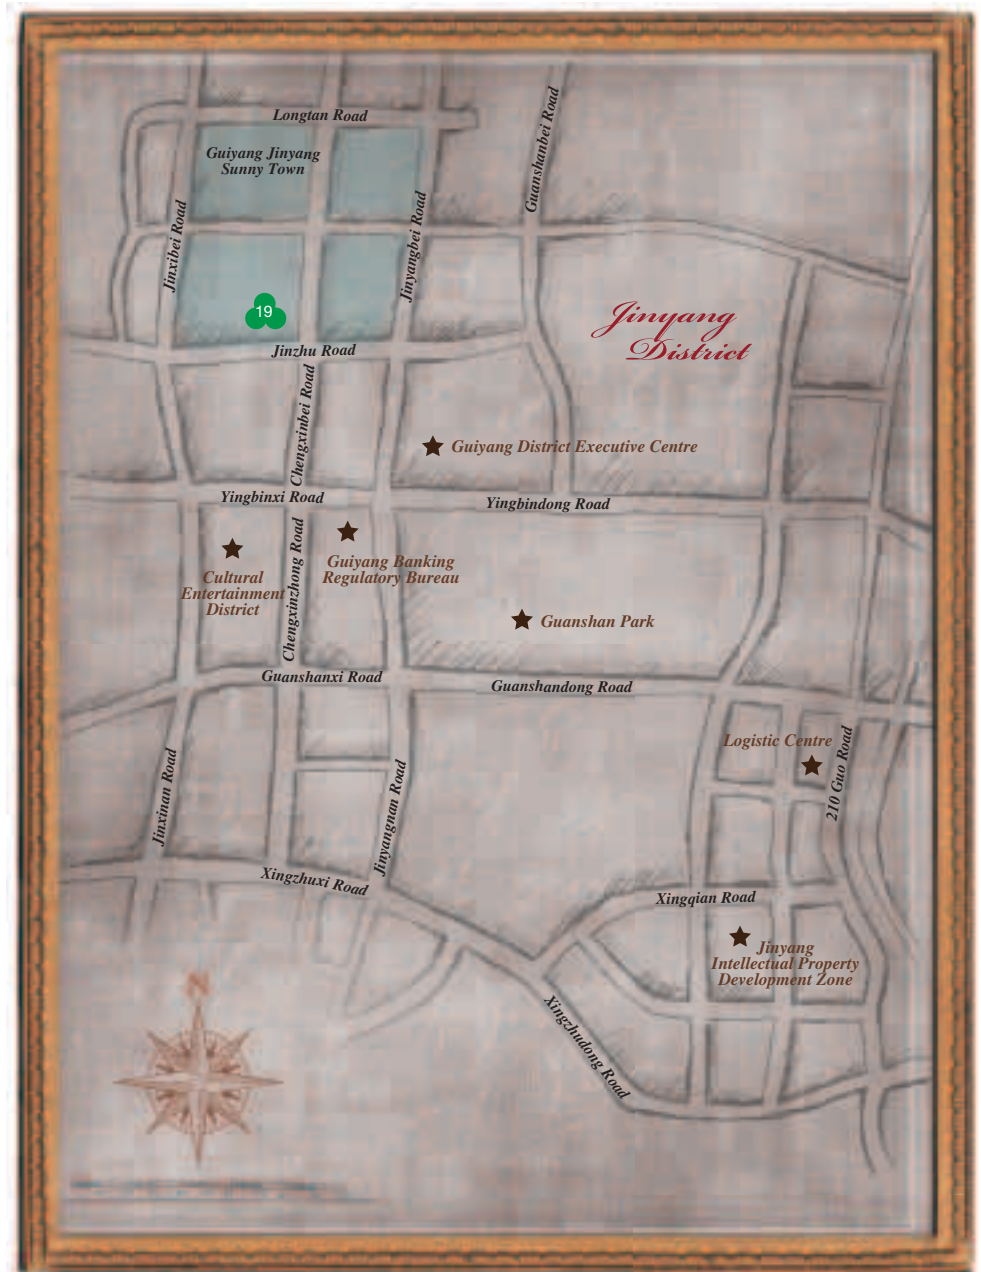 Longtan Road
Guanshanbei Road
Guiyang Jinyang
Sunny Town
Jinxibei Road
Jinyangbei Road
19
Jinyang
District
Jinzhu Road
Chengxinbei Road
Guiyang District Executive Centre
Yingbinxi Road
Yingbindong Road
Chengxinzhong Road
Guiyang Banking
Regulatory Bureau
Cultural
Entertainment
District
Guanshan Park
Guanshanxi Road
Guanshandong Road
Logistic Centre
210 Guo Road
Jinxinan Road
Jinyangnan Road
Xingzhuxi Road
Xingqian Road
Jinyang
Intellectual Property
Development Zone
N
Xingzhudong Road